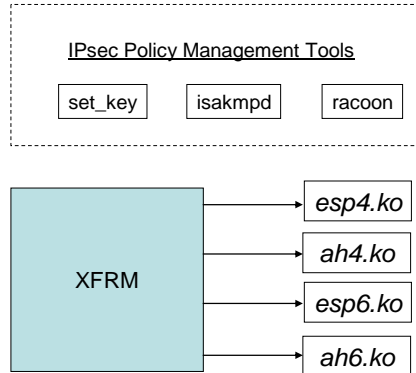 IPsec Policy Management Tools
set_key isakmpd racoon
esp4.ko
ah4.ko
XFRM
esp6.ko
ah6.ko